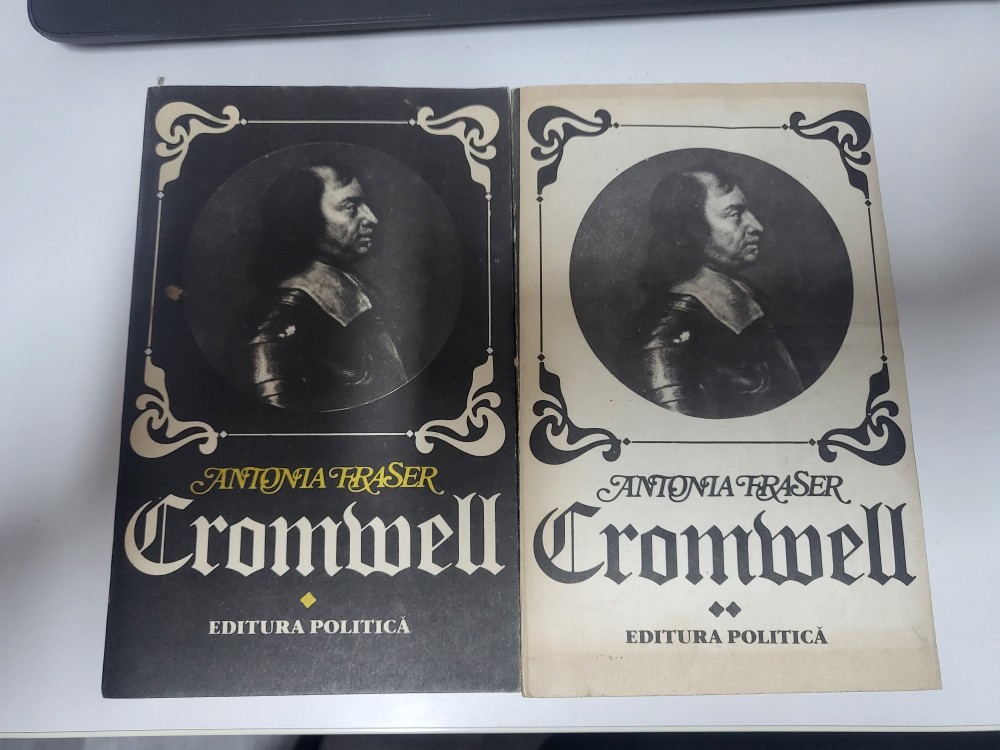 ANTONIA FRASER
Cromwell
EDITURA POLITICĂ
ANTONIA FRASER
Cromwell
EDITURA POLITICĂ